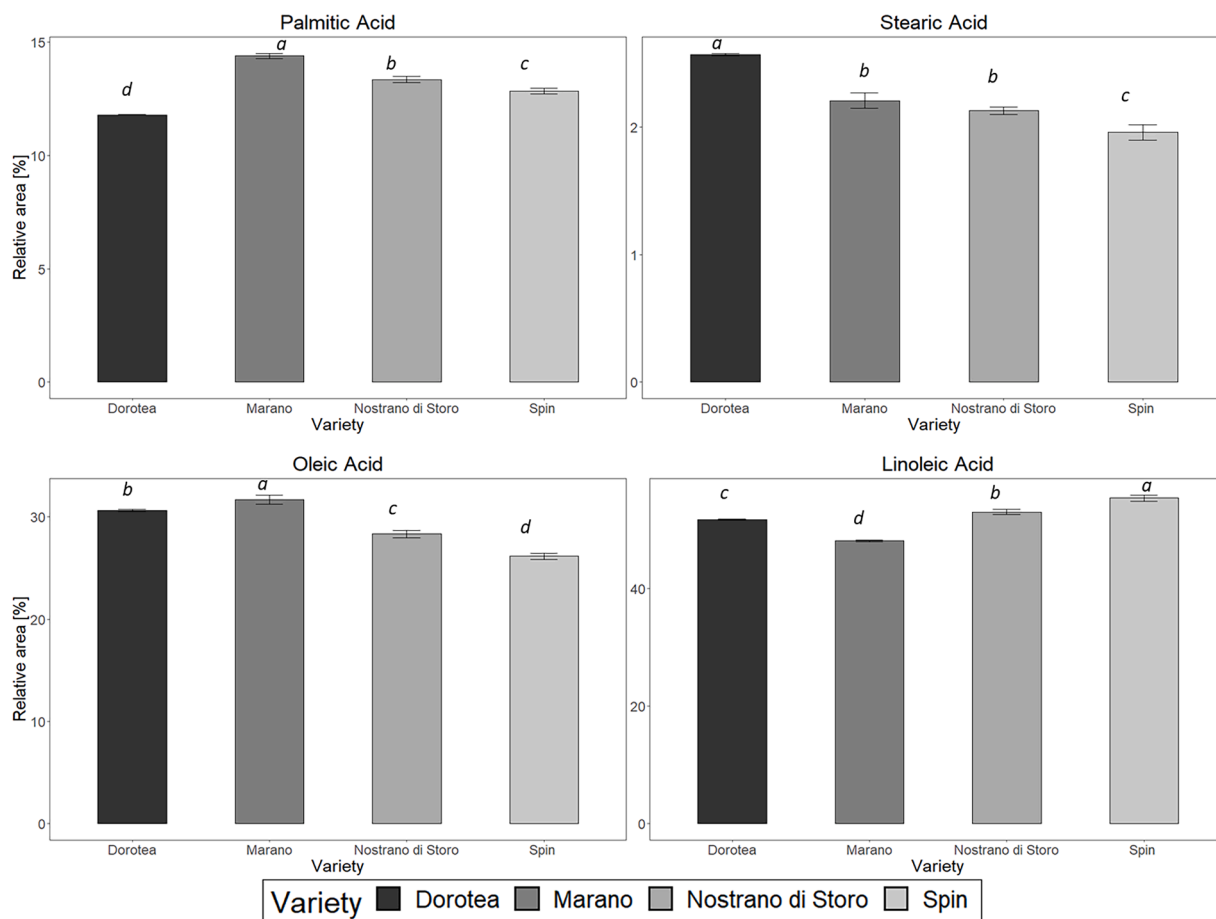 Palmitic Acid
a
b
c
d
15
10
5
0
Relative area [%]
Dorotea Marano Nostrano di Storo Spin
Variety
Stearic Acid
a
b
b
c
2
1
0
Dorotea Marano Nostrano di Storo Spin
Variety
Oleic Acid
b
a
c
d
30
20
10
0
Relative area [%]
Dorotea Marano Nostrano di Storo Spin
Variety
Linoleic Acid
c
d
b
a
40
20
0
Dorotea Marano Nostrano di Storo Spin
Variety
Variety Dorotea Marano Nostrano di Storo Spin